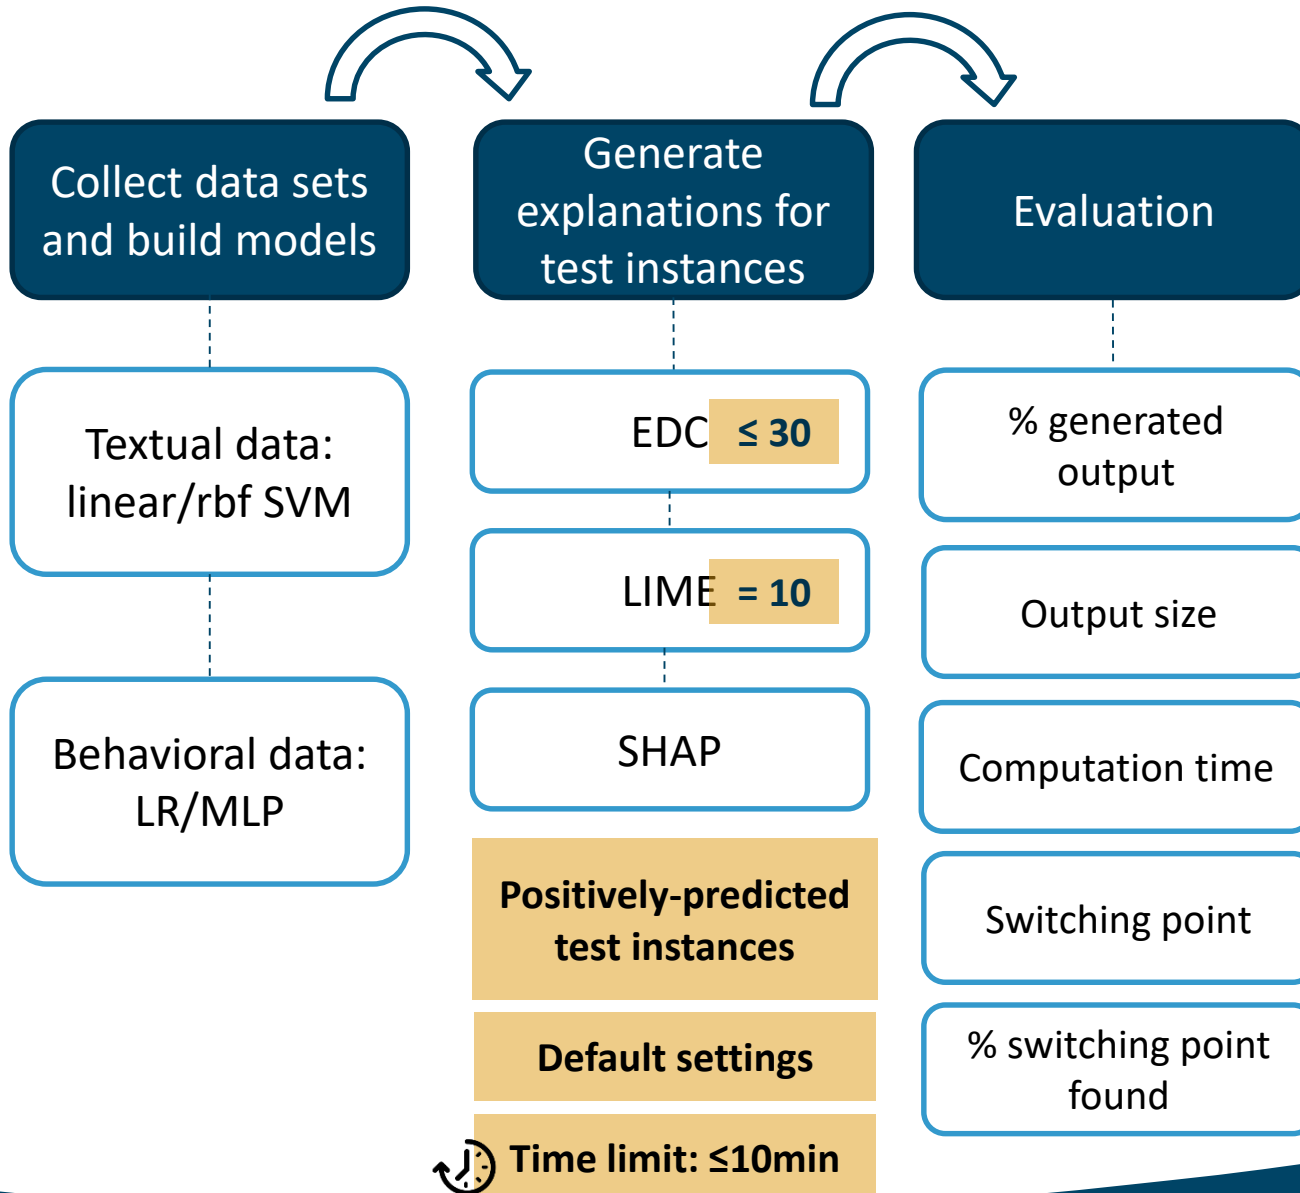 Collect data sets
and build models
Textual data:
linear/rbf SVM
Behavioral data:
LR/MLP
Generate
explanations for
test instances
EDC ≤ 30
LIME = 10
SHAP
Positively-predicted
test instances
Default settings
Time limit: ≤10min
Evaluation
% generated
output
Output size
Computation time
Switching point
% switching point
found